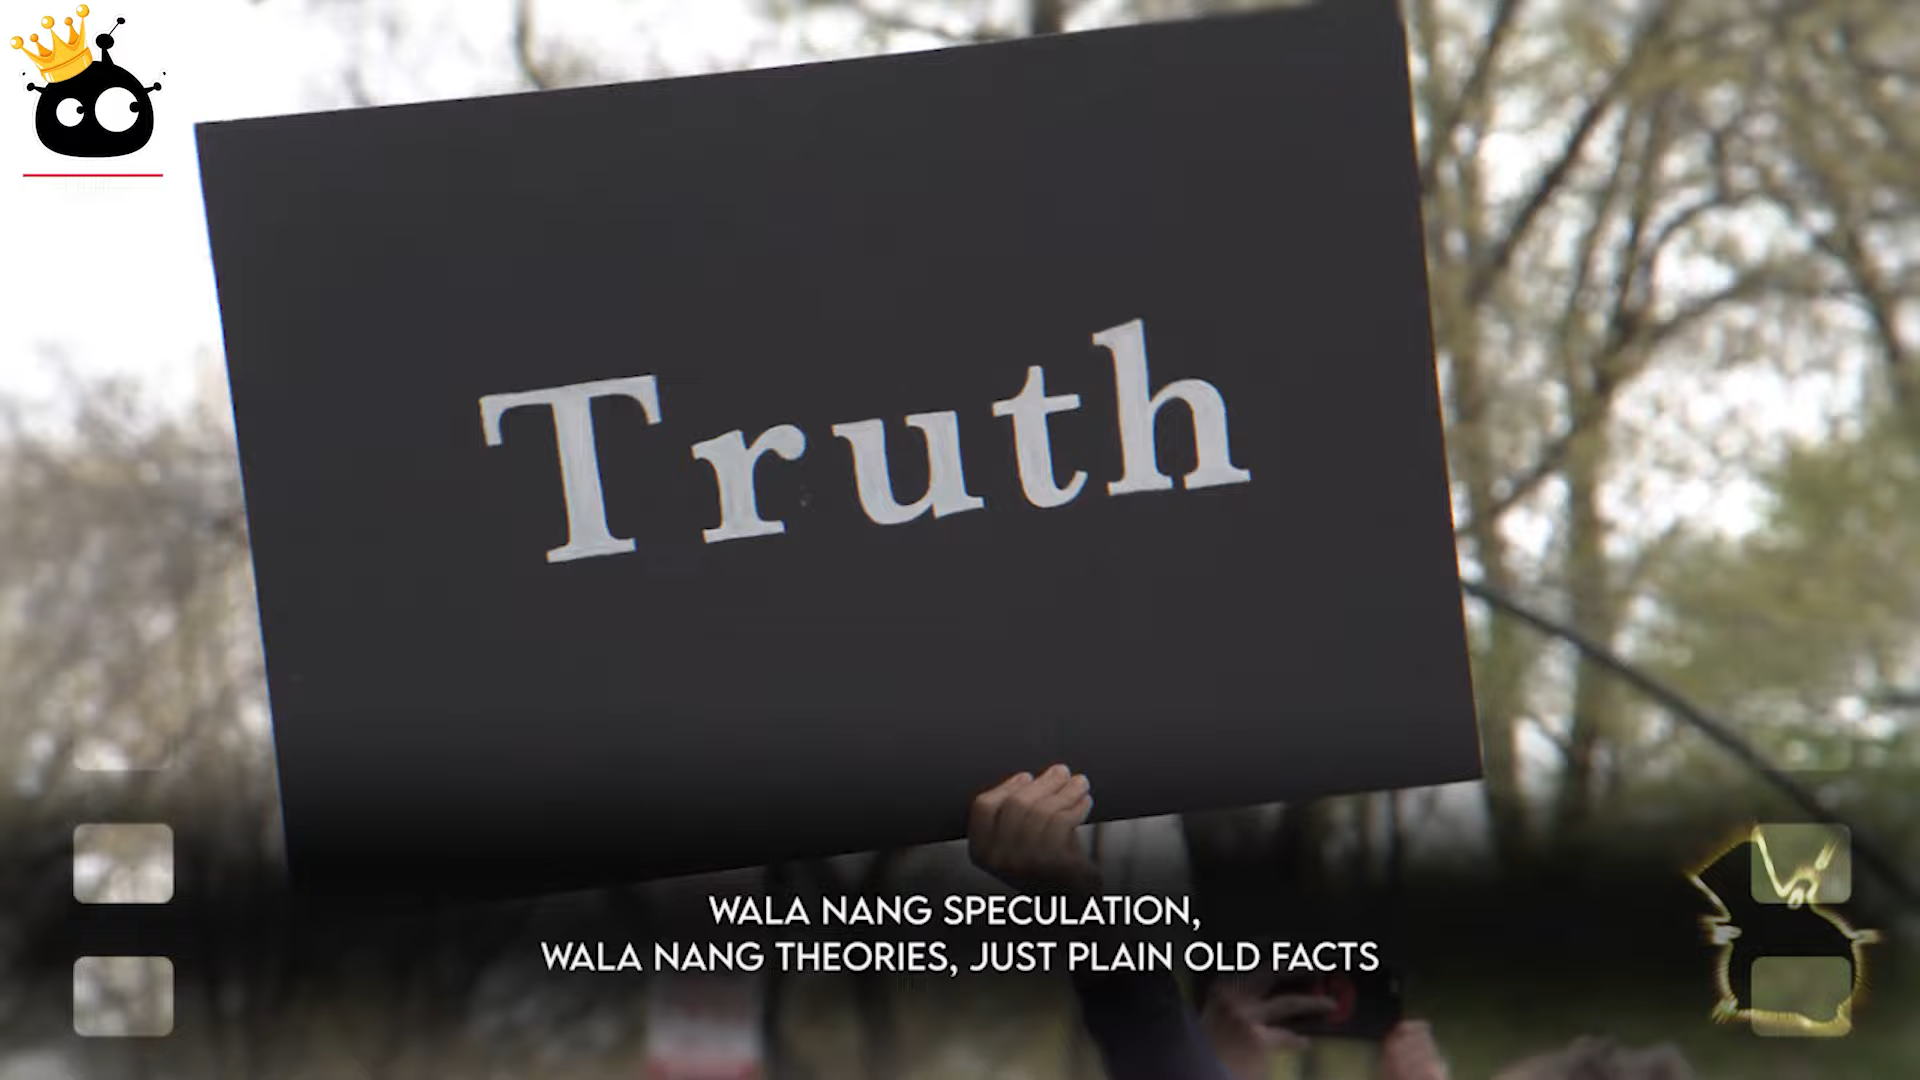 Truth
WALA NANG SPECULATION,
WALA NANG THEORIES, JUST PLAIN OLD FACTS